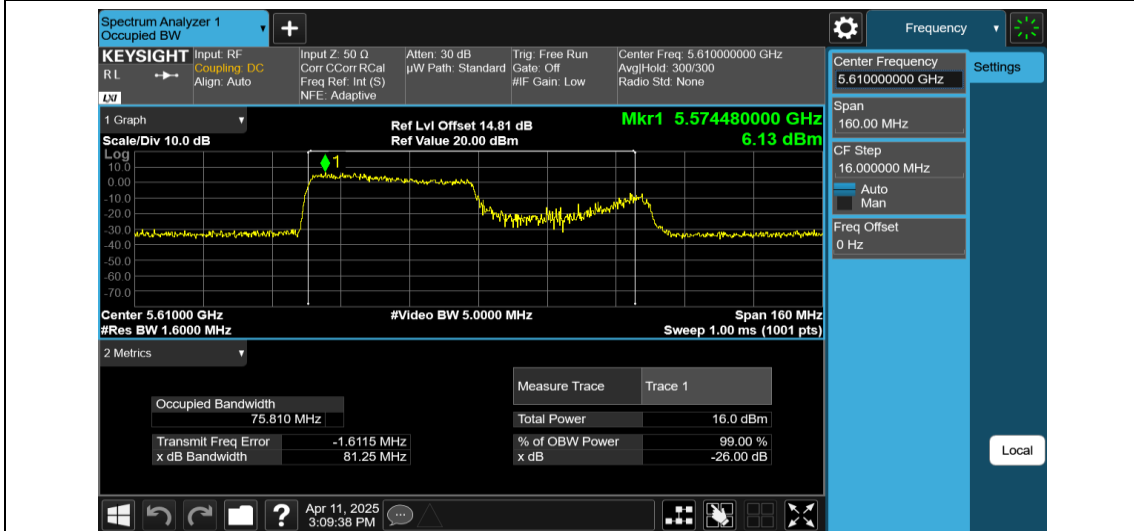 Spectrum Analyzer 1
Occupied BW
+
Frequency
KEYSIGHT
RL
LXI
Input: RF
Coupling: DC
Align: Auto
Input Z: 50 Ω
Corr CCorr RCal
Freq Ref: Int (S)
NFE: Adaptive
Atten: 30 dB
µW Path: Standard
Trig: Free Run
Gate: Off
#IF Gain: Low
Center Freq: 5.610000000 GHz
Avg|Hold: 300/300
Radio Std: None
Center Frequency
5.610000000 GHz
Settings
Span
160.00 MHz
CF Step
16.000000 MHz
Auto
Man
Freq Offset
0 Hz
1 Graph
Scale/Div 10.0 dB
Ref Lvl Offset 14.81 dB
Ref Value 20.00 dBm
Mkr1 5.574480000 GHz
6.13 dBm
Log
10.0
0.00
-10.0
-20.0
-30.0
-40.0
-50.0
-60.0
-70.0
1
Center 5.61000 GHz
#Res BW 1.6000 MHz
#Video BW 5.0000 MHz
Span 160 MHz
Sweep 1.00 ms (1001 pts)
2 Metrics
Measure Trace Trace 1
Occupied Bandwidth
75.810 MHz
Total Power 16.0 dBm
Transmit Freq Error -1.6115 MHz
% of OBW Power 99.00 %
x dB Bandwidth 81.25 MHz
x dB -26.00 dB
Local
?
Apr 11, 2025
3:09:38 PM